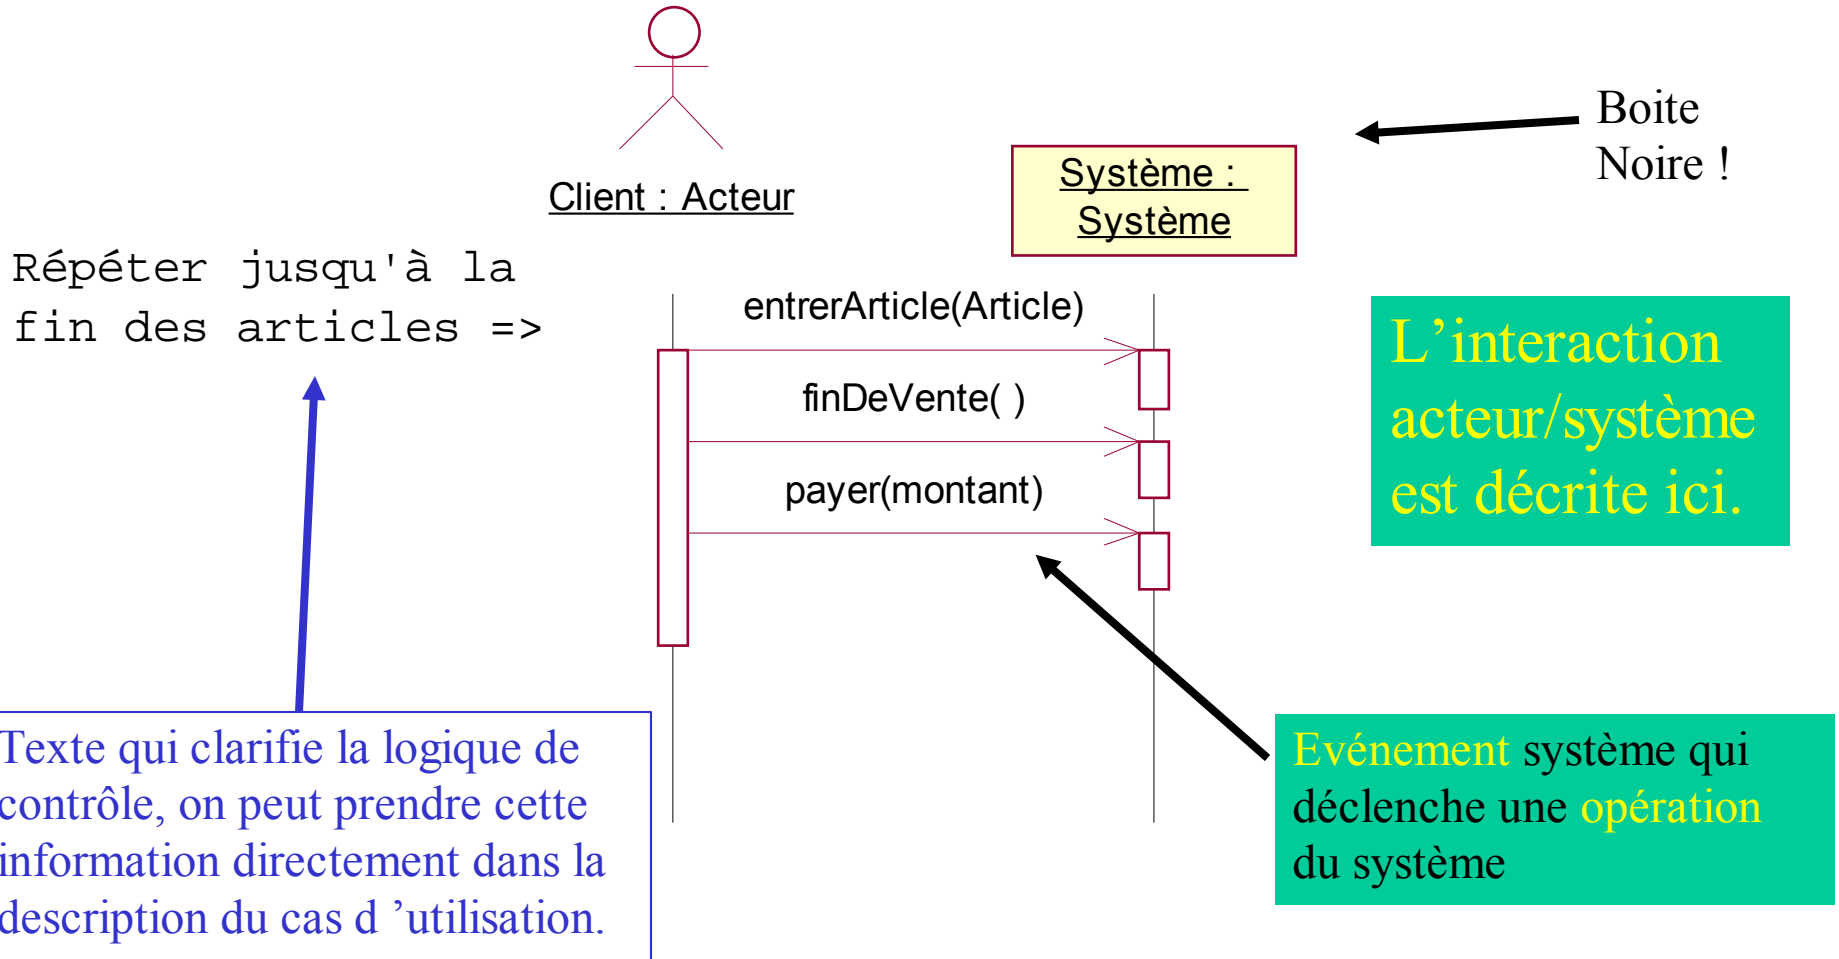 Boite
Noire !
Client : Acteur
Système :
Système
Répéter jusqu'à la
fin des articles =>
entrerArticle(Article)
finDeVente( )
payer(montant)
L’interaction
acteur/système
est décrite ici.
Texte qui clarifie la logique de
contrôle, on peut prendre cette
information directement dans la
description du cas d ’utilisation.
Evénement système qui
déclenche une opération
du système